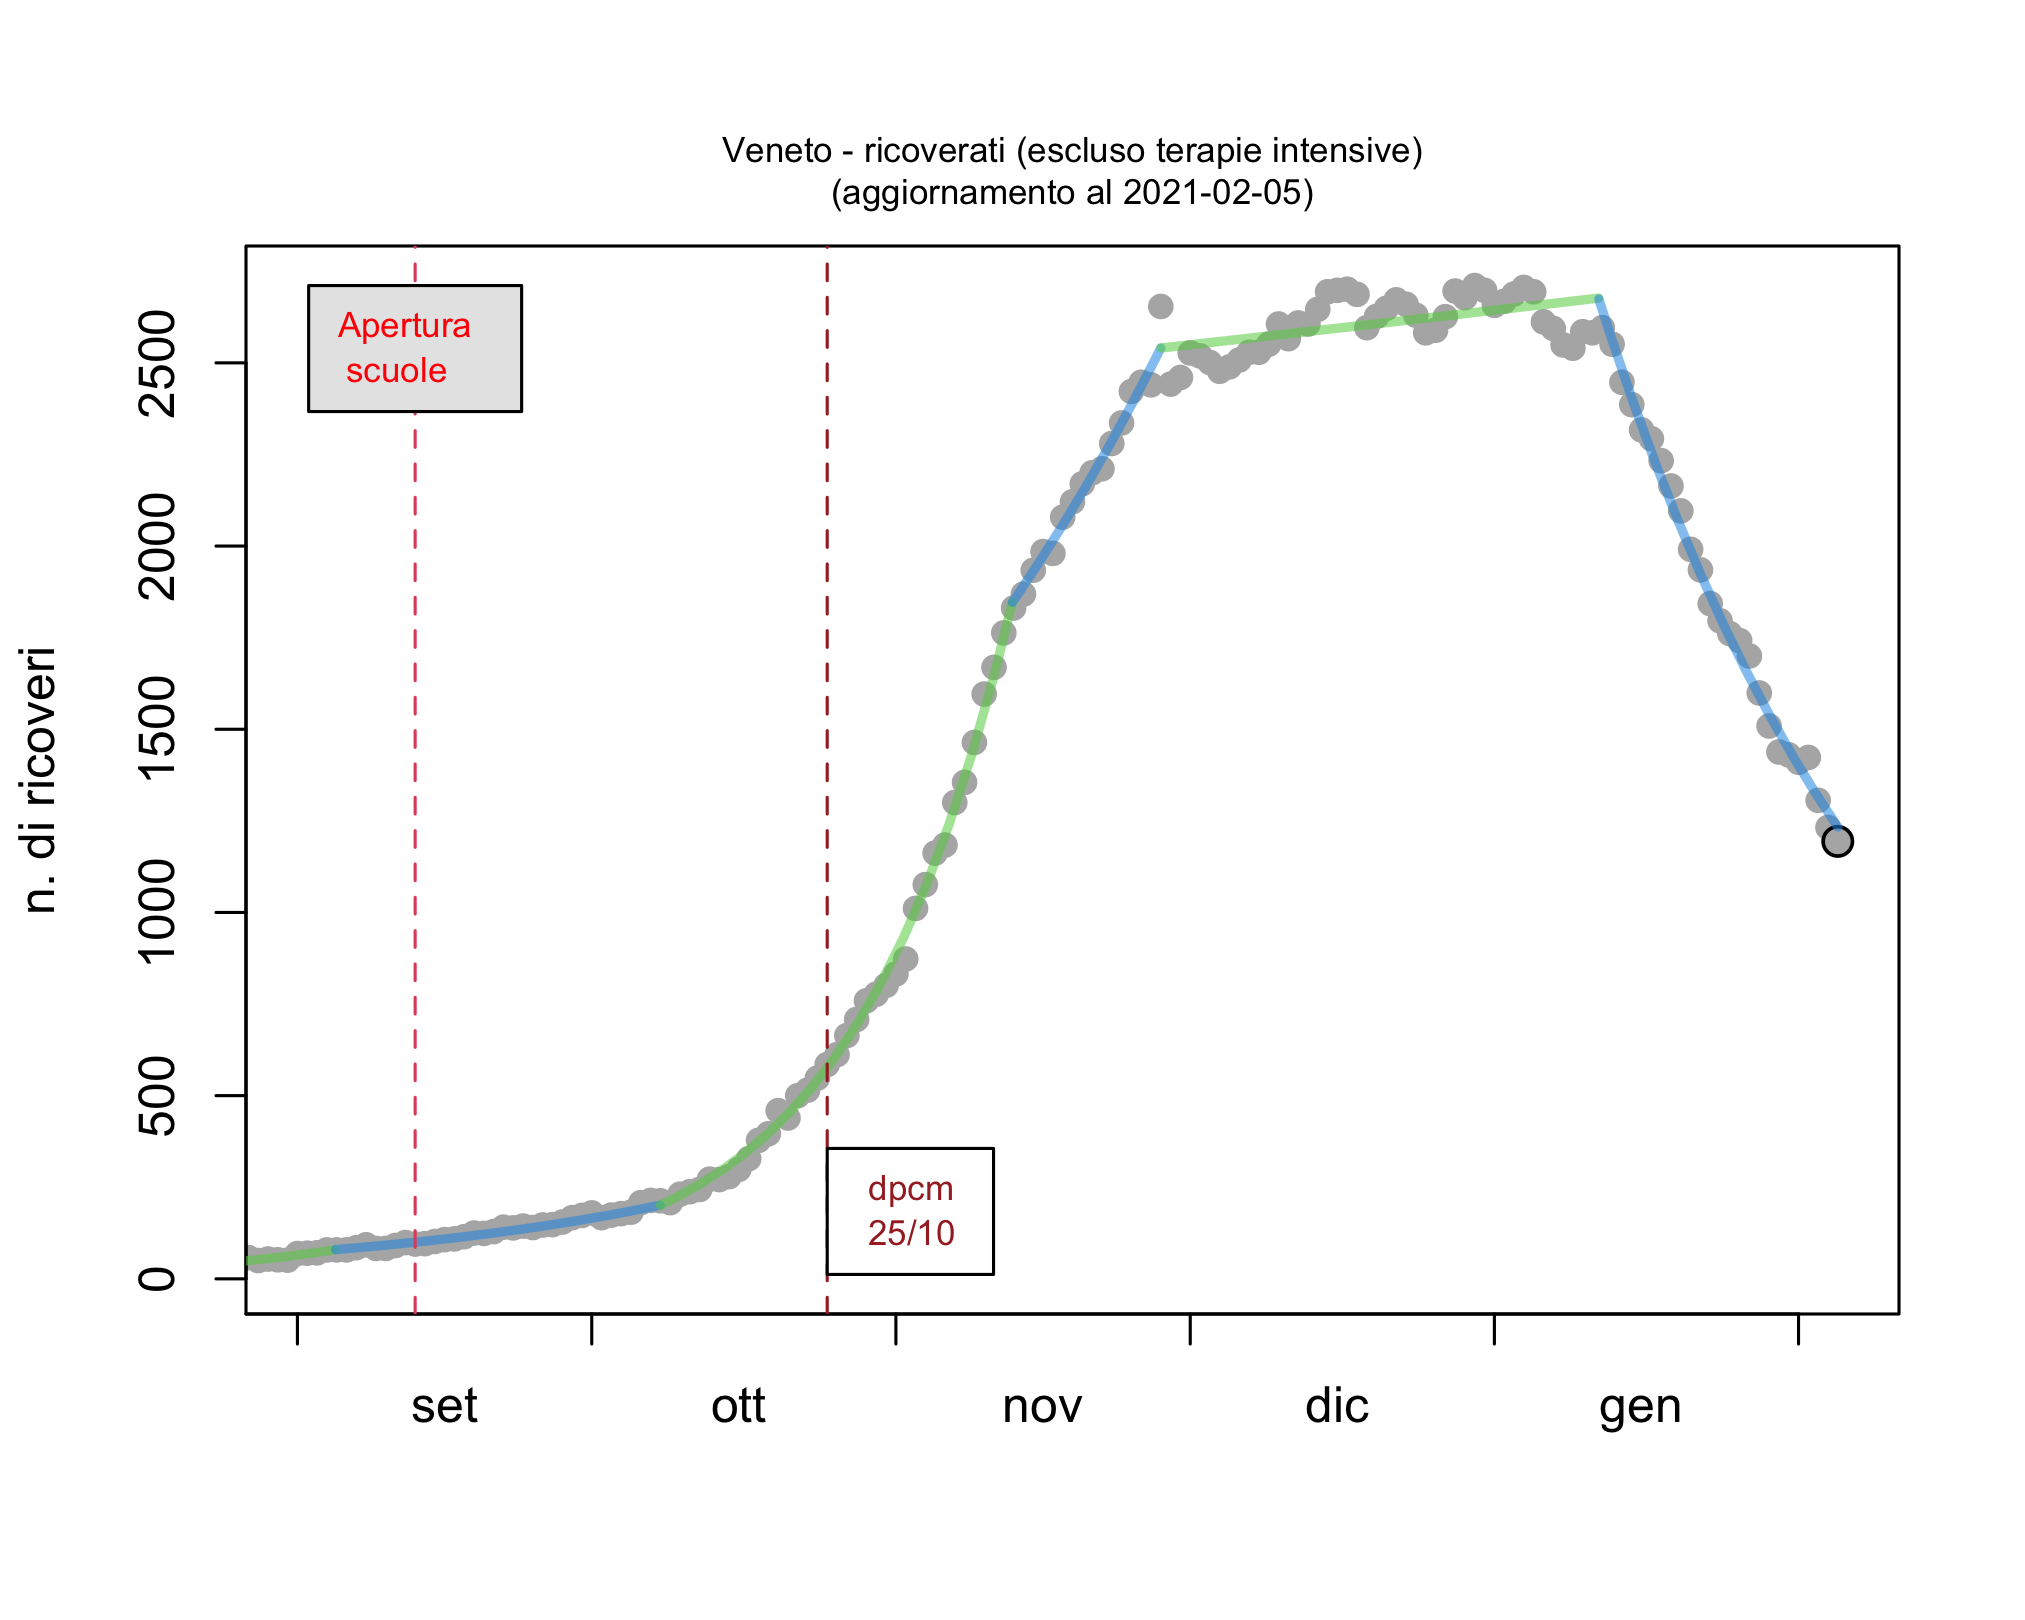 Veneto - ricoverati (escluso terapie intensive)
(aggiornamento al 2021-02-05)
n. di ricoveri
2500
2000
1500
1000
500
0
Apertura
scuole
dpcm
25/10
set
ott
nov
dic
gen